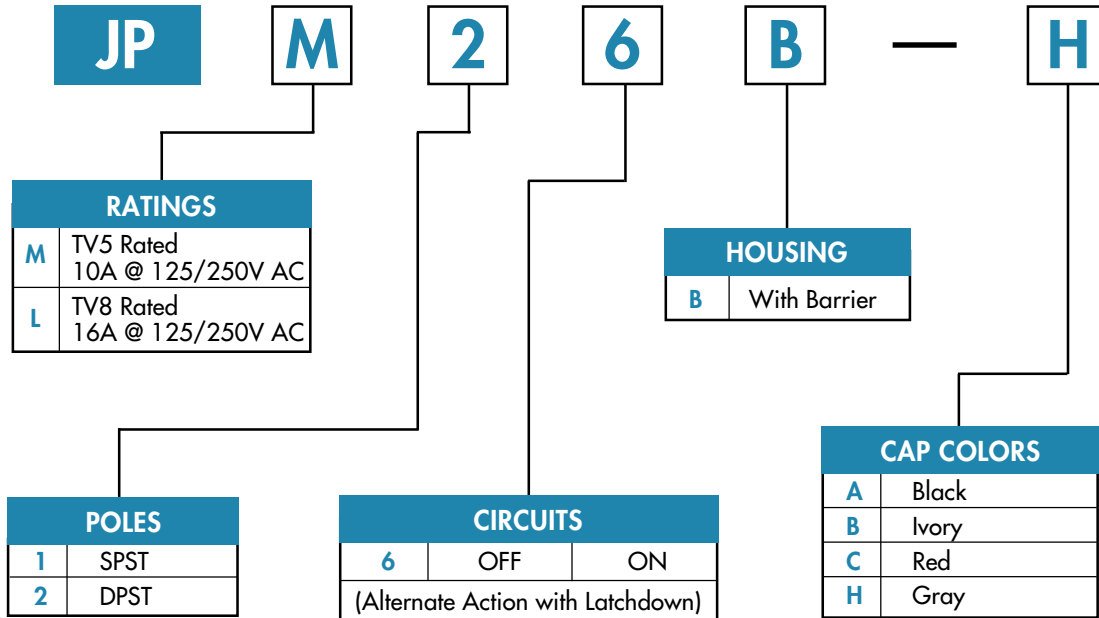 JP M 2 6 B — H
RATINGS
M TV5 Rated
10A @ 125/250V AC
L TV8 Rated
16A @ 125/250V AC
HOUSING
B With Barrier
POLES
1 SPST
2 DPST
CIRCUITS
6 OFF ON
(Alternate Action with Latchdown)
CAP COLORS
A Black
B Ivory
C Red
H Gray